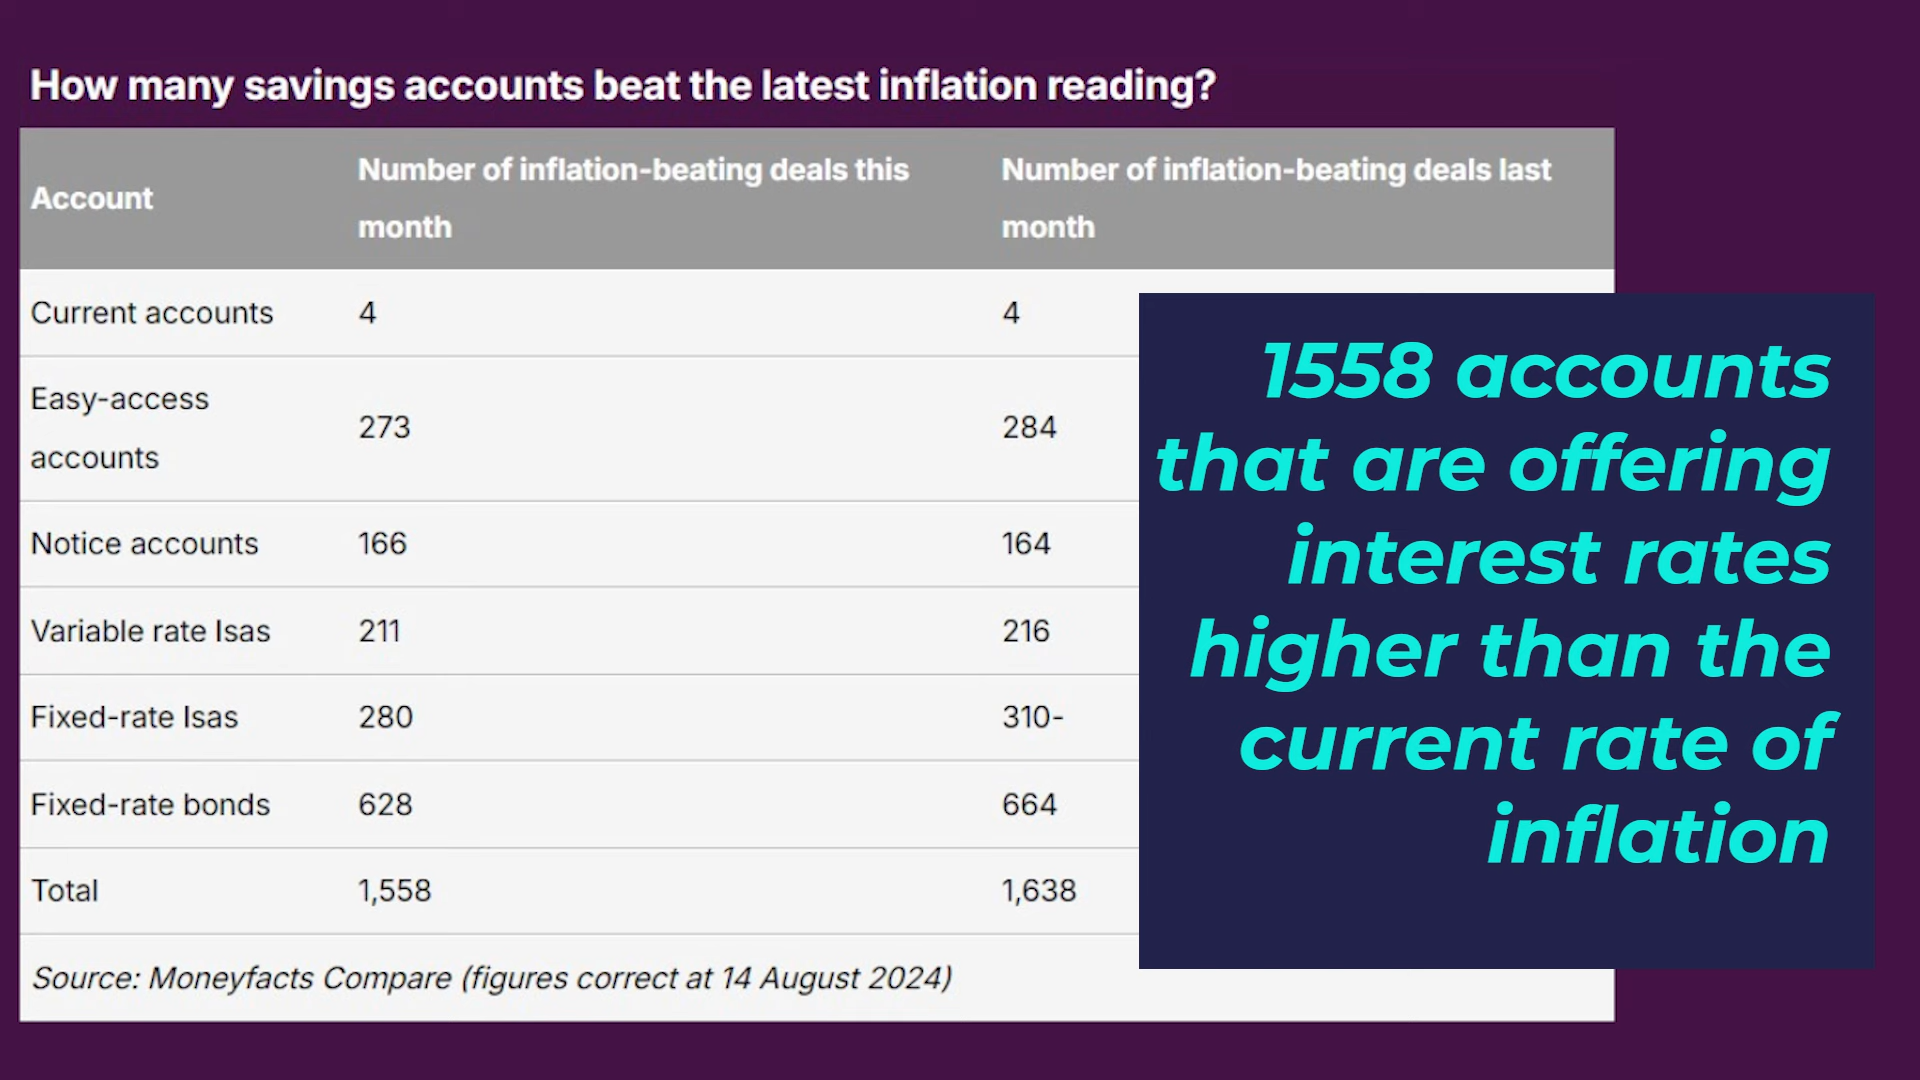 How many savings accounts beat the latest inflation reading?
Account
Number of inflation-beating deals this
month
Number of inflation-beating deals last
month
Current accounts 4 4
Easy-access
accounts
273 284
Notice accounts 166 164
Variable rate Isas 211 216
Fixed-rate Isas 280 310-
Fixed-rate bonds 628 664
Total 1,558 1,638
Source: Moneyfacts Compare (figures correct at 14 August 2024)
1558 accounts
that are offering
interest rates
higher than the
current rate of
inflation